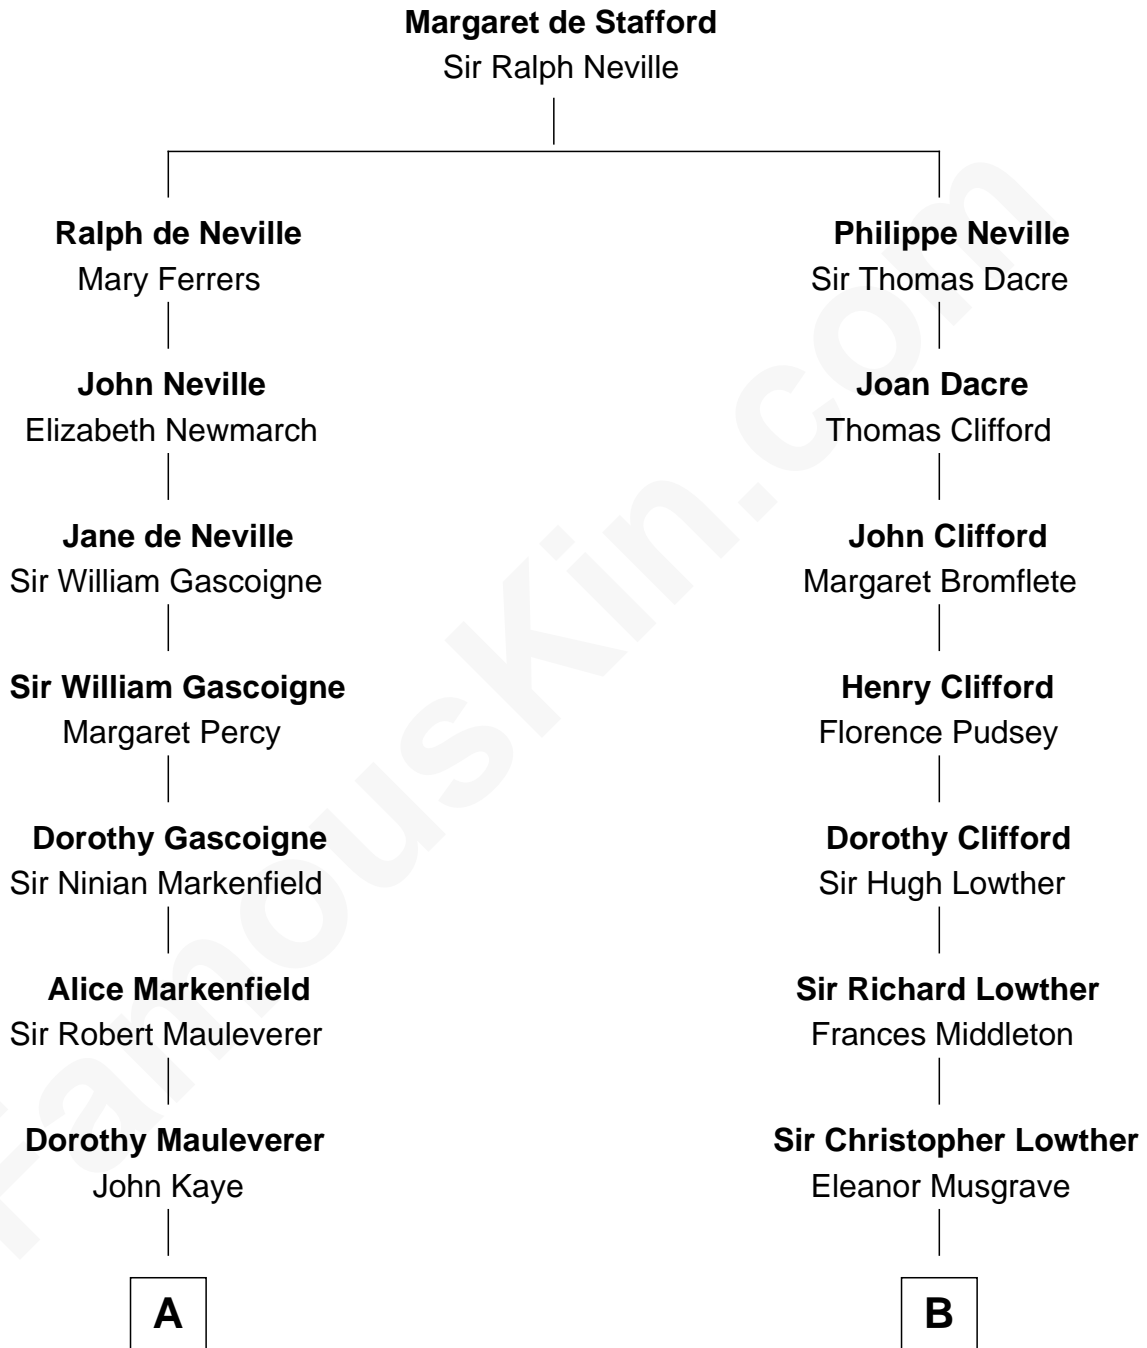 Margaret de Stafford
Sir Ralph Neville
Ralph de Neville
Mary Ferrers
John Neville
Elizabeth Newmarch
Jane de Neville
Sir William Gascoigne
Sir William Gascoigne
Margaret Percy
Dorothy Gascoigne
Sir Ninian Markenfield
Alice Markenfield
Sir Robert Mauleverer
Dorothy Mauleverer
John Kaye
A
Philippe Neville
Sir Thomas Dacre
Joan Dacre
Thomas Clifford
John Clifford
Margaret Bromflete
Henry Clifford
Florence Pudsey
Dorothy Clifford
Sir Hugh Lowther
Sir Richard Lowther
Frances Middleton
Sir Christopher Lowther
Eleanor Musgrave
B
FamousKin.com